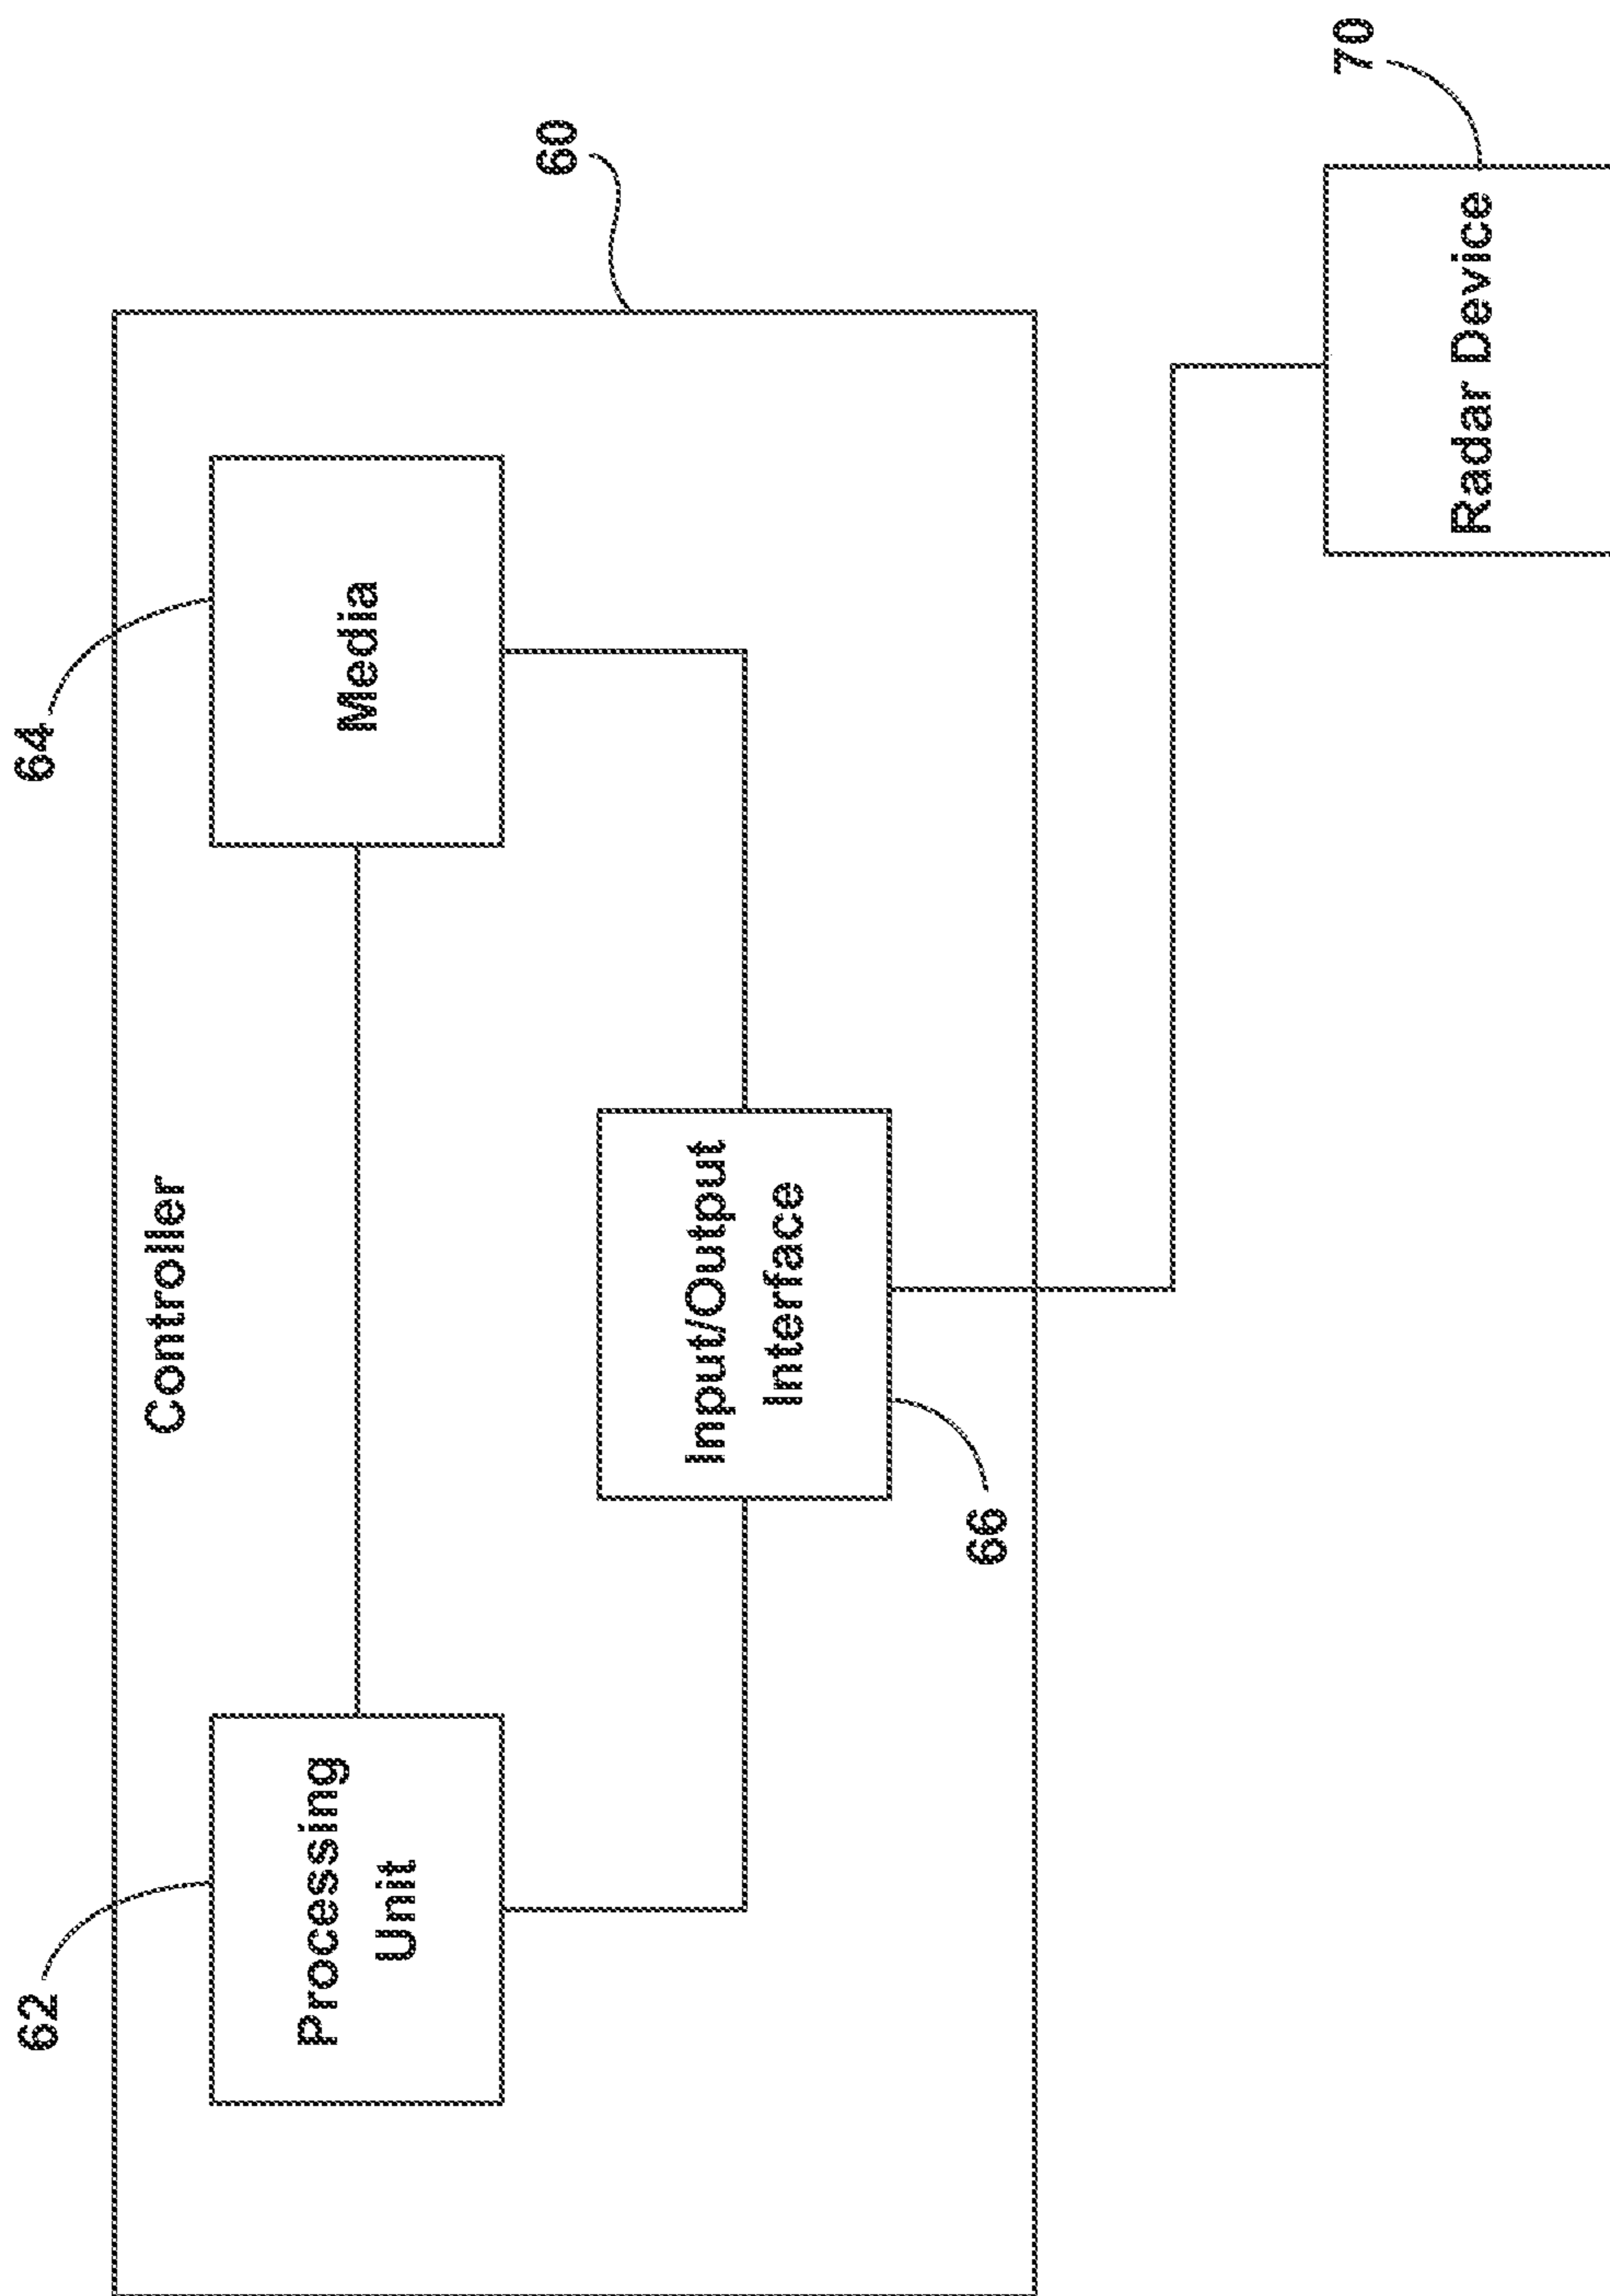 62
64
Controller
Processing
Unit
Media
60
Input/Output
Interface
66
70
Radar Device